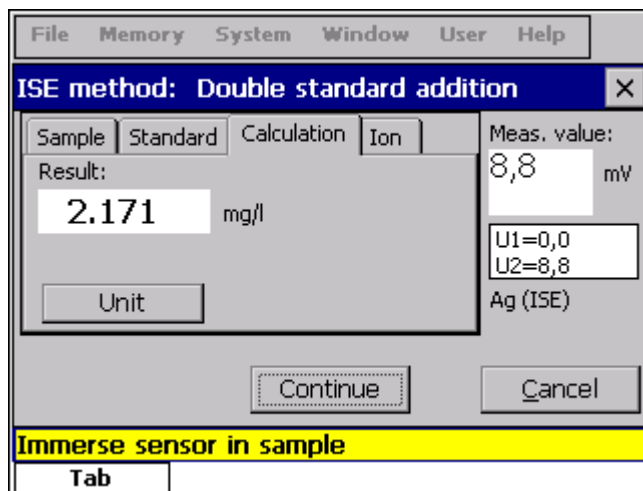 File Memory System Window User Help
ISE method: Double standard addition
Sample Standard Calculation Ion
Meas. value:
Result:
8,8 mV
2.171 mg/l
U1=0,0
U2=8,8
Unit
Ag (ISE)
Continue
Cancel
Immerse sensor in sample
Tab